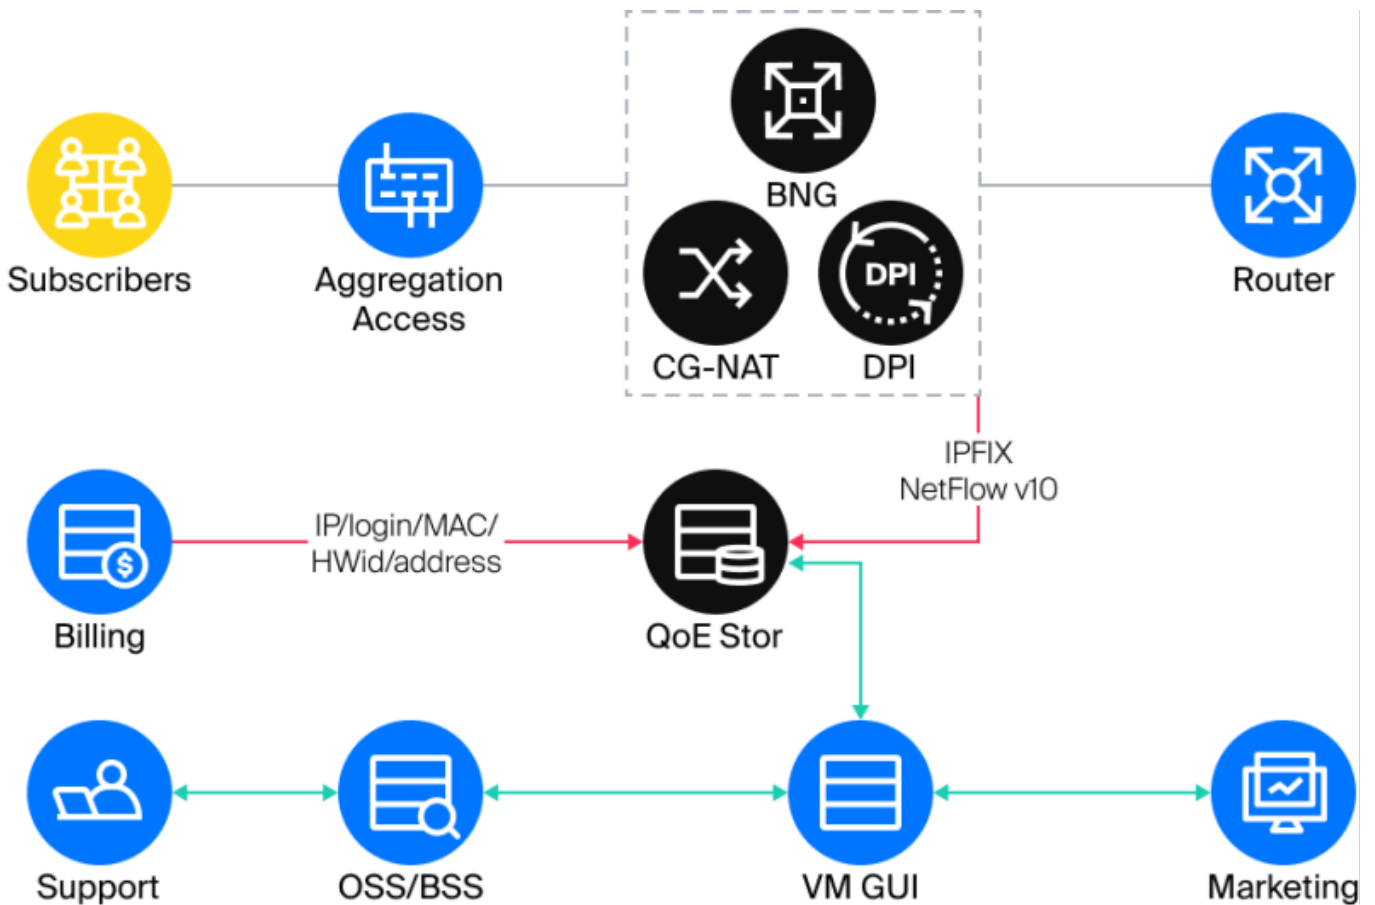 BNG
DPI
Subscribers
Aggregation
Access
CG-NAT
DPI
Router
IPFIX
NetFlow v10
IP/login/MAC/
HWid/address
$
Billing
QoE Stor
Support
OSS/BSS
VM GUI
Marketing